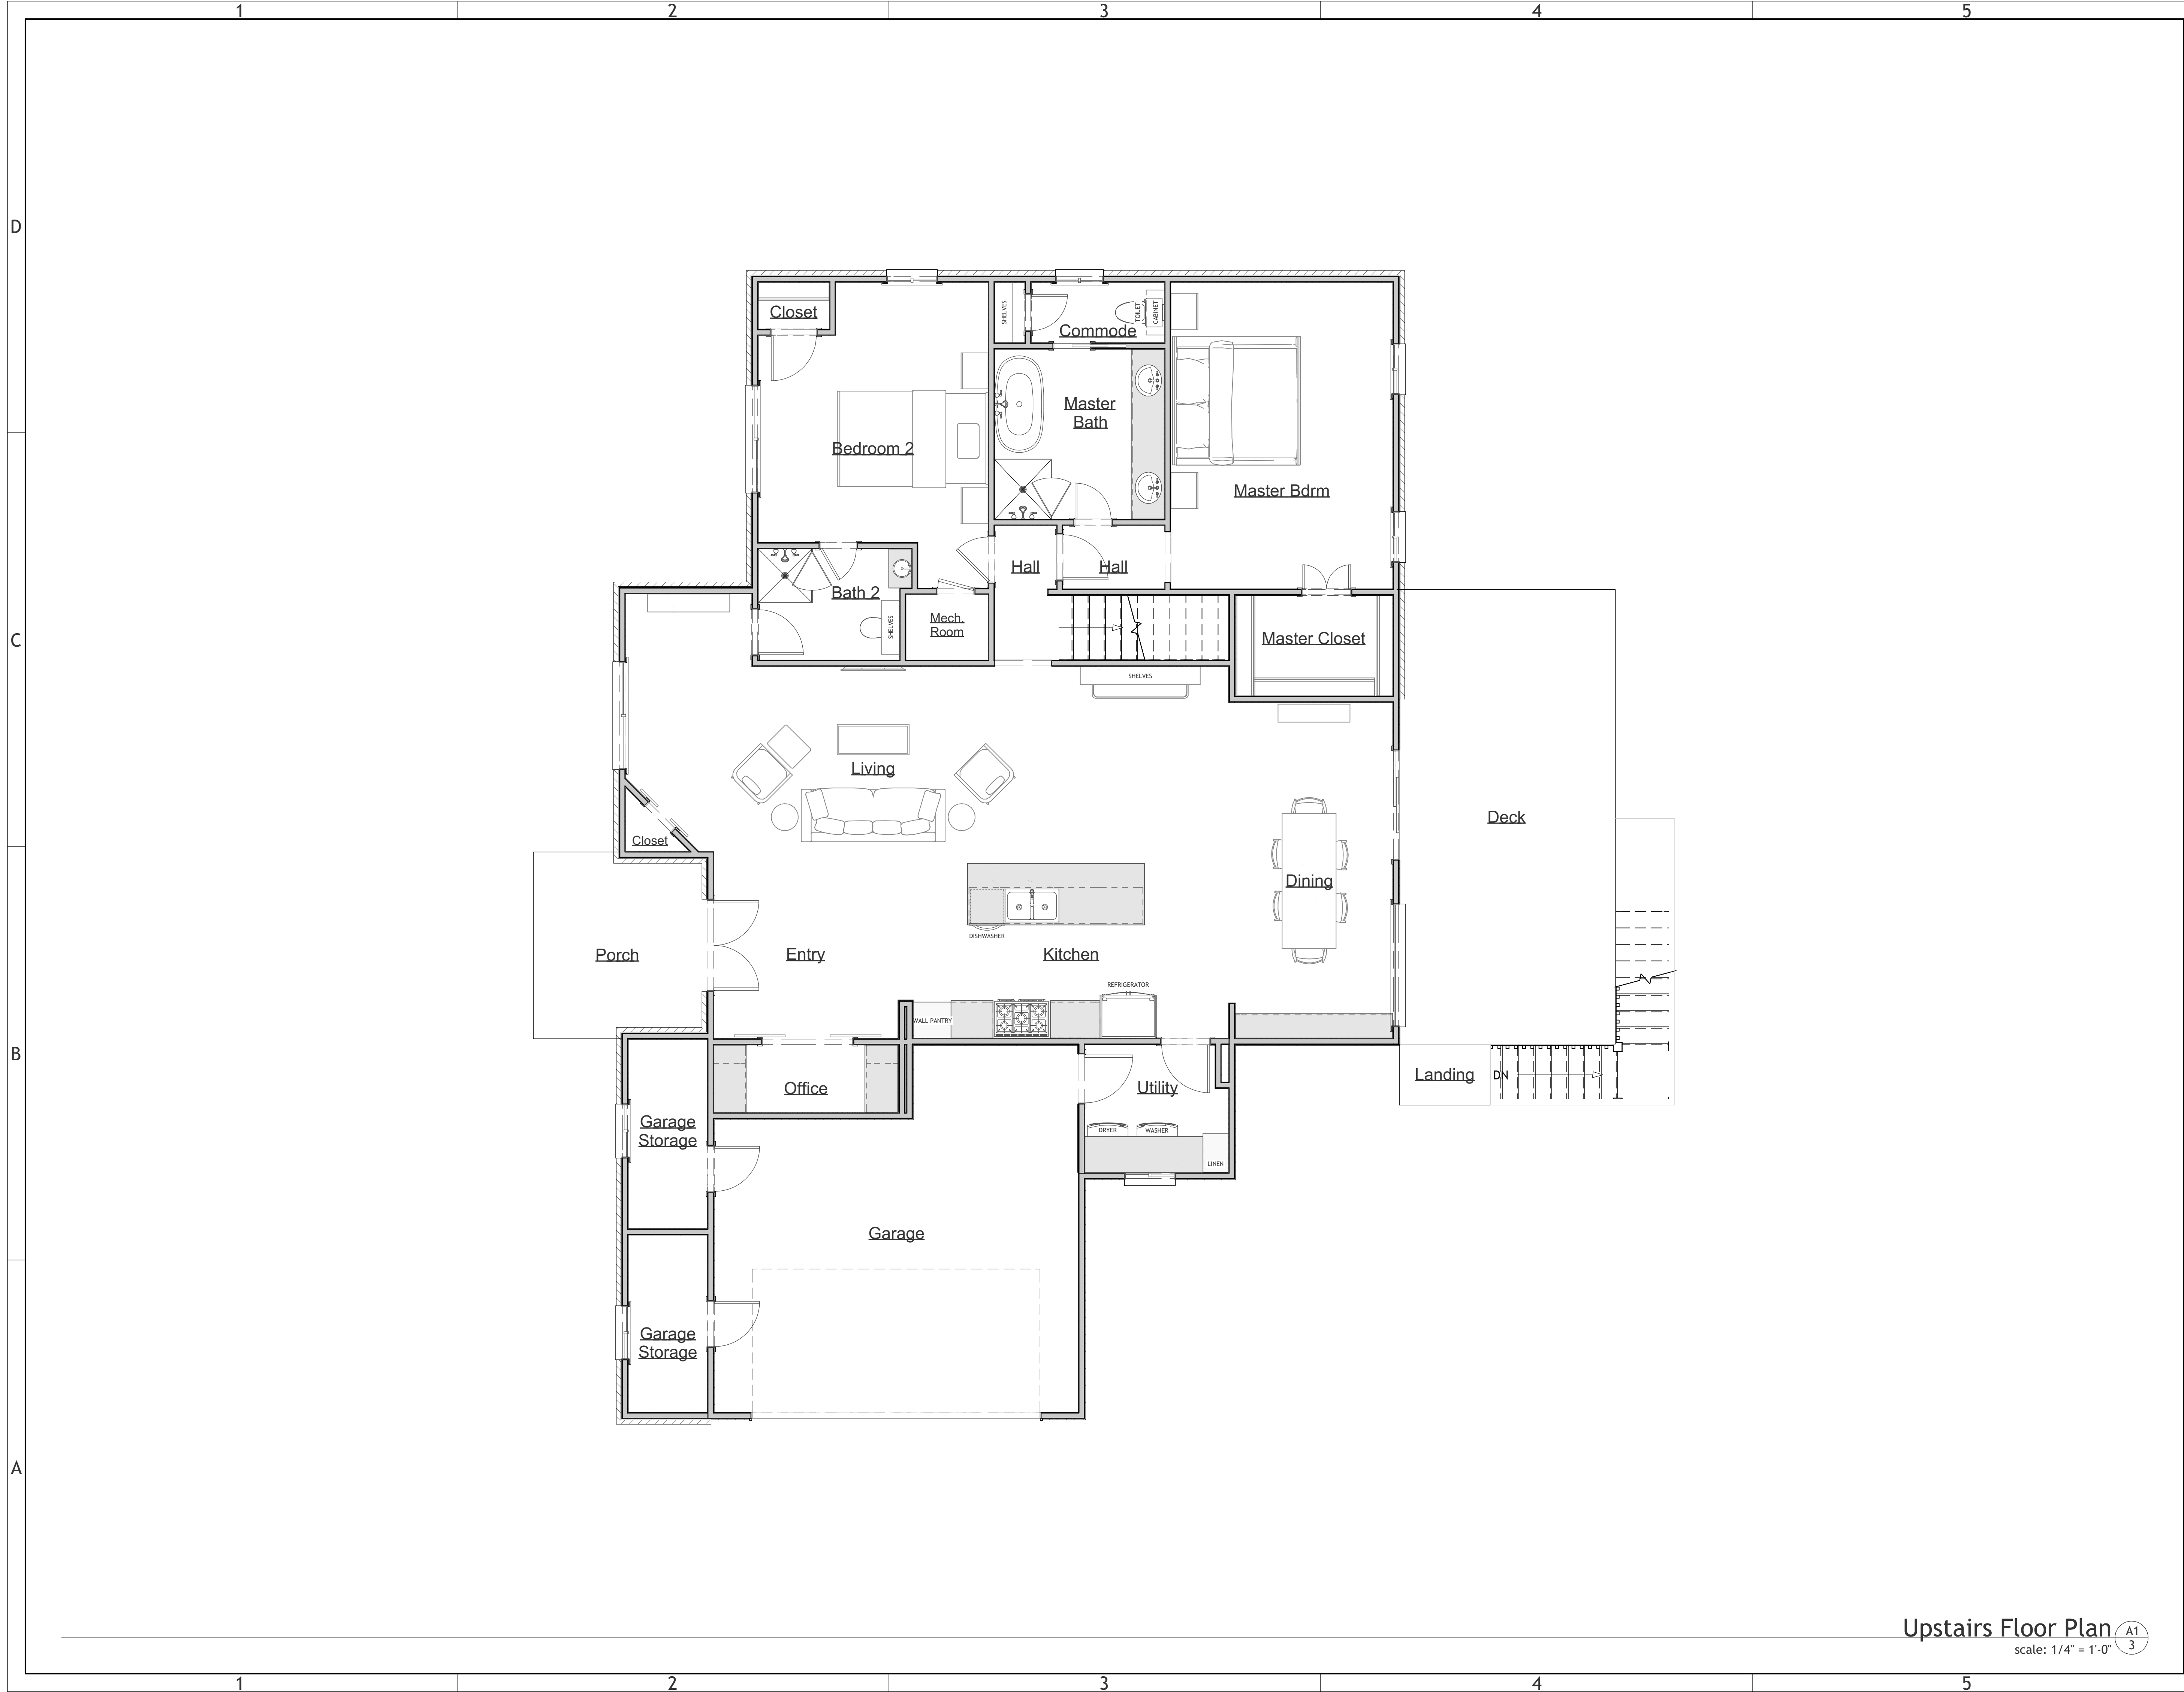 1 2 3 4 5
D
Closet
SHELVES
TOILET
CABINET
Commode
Master
Bath
Bedroom 2
Master Bdrm
Hall
Hall
Bath 2
SHELVES
Mech.
Room
C
Master Closet
SHELVES
Living
Deck
Closet
Dining
DISHWASHER
Porch
Entry
Kitchen
REFRIGERATOR
WALL PANTRY
B
Landing
DN
Office
Utility
Garage
Storage
DRYER
WASHER
LINEN
Garage
Garage
Storage
A
Upstairs Floor Plan
A1
3
scale: 1/4" = 1'-0"
1 2 3 4 5